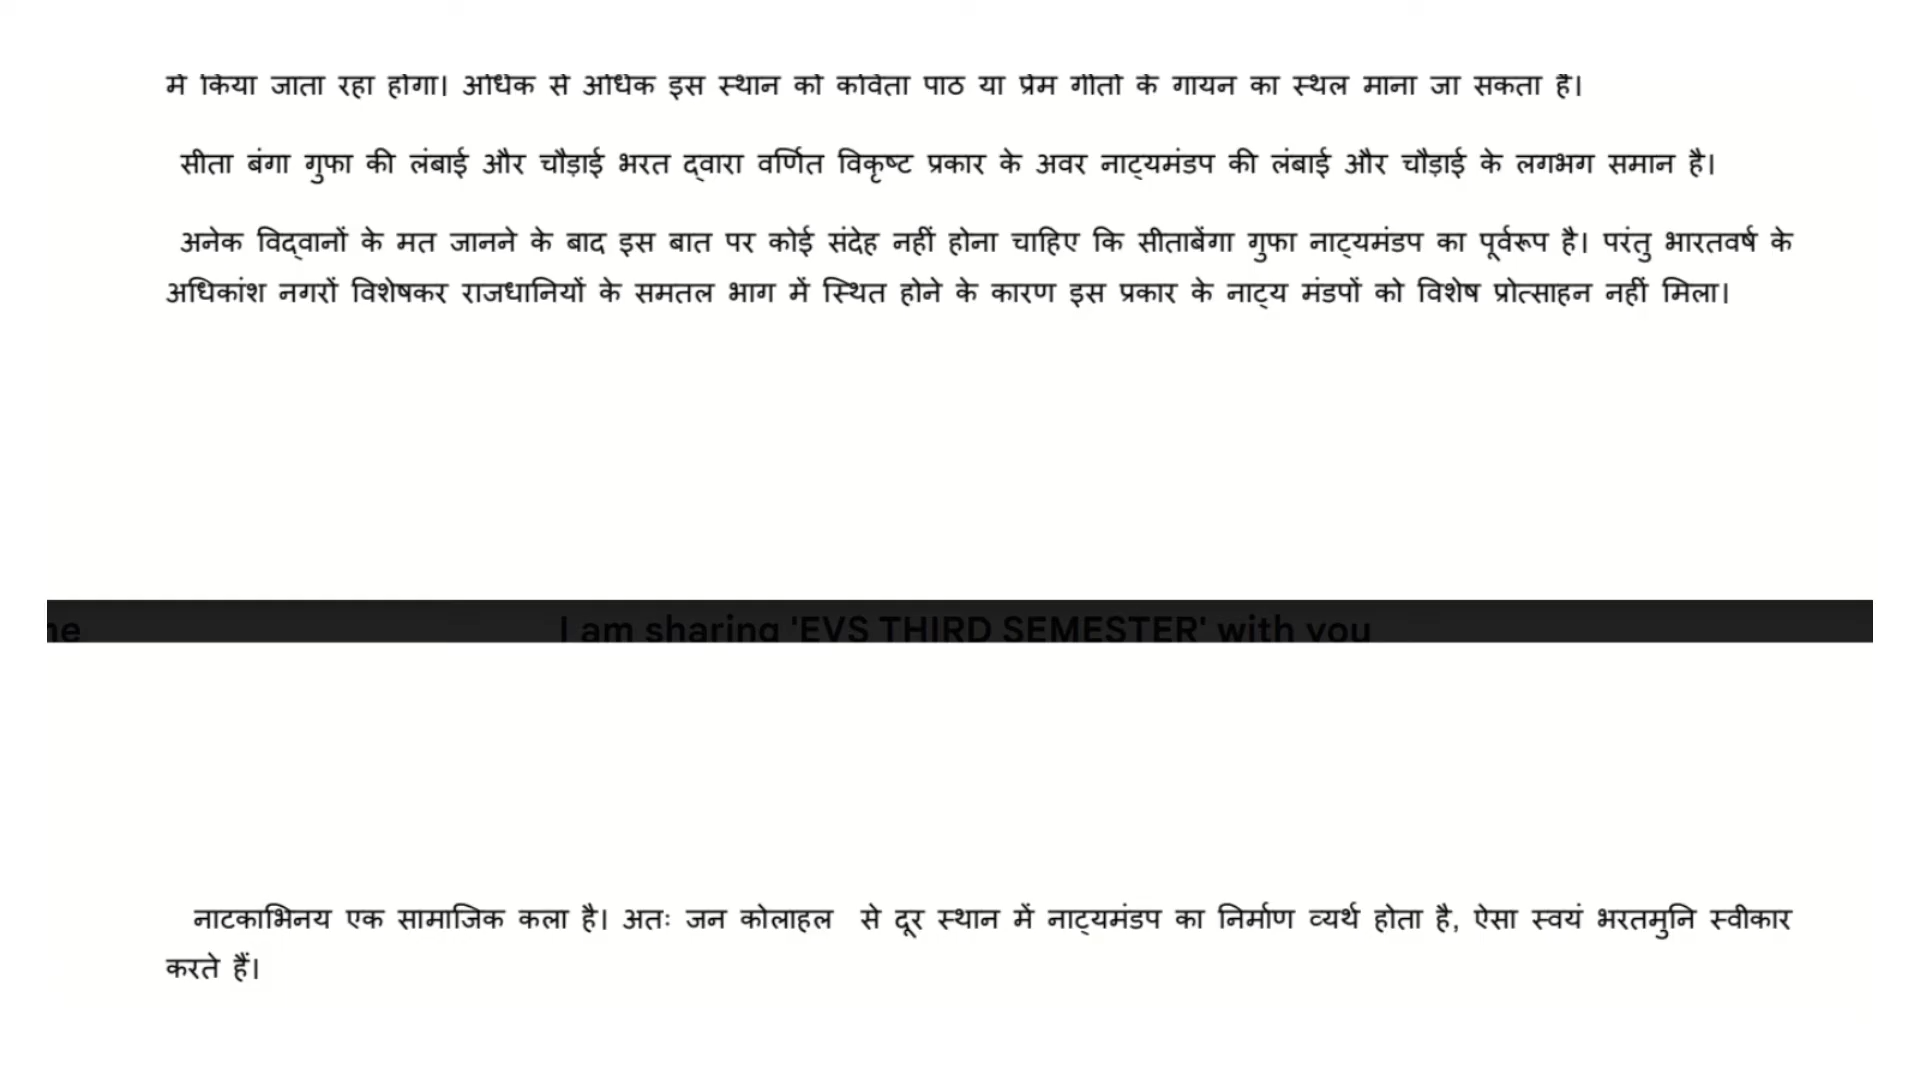 में किया जाता रहा होगा। अधिक से अधिक इस स्थान को कविता पाठ या प्रेम गीतों के गायन का स्थल माना जा सकता है।
सीता बंगा गुफा की लंबाई और चौड़ाई भरत द्वारा वर्णित विकृष्ट प्रकार के अवर नाट्यमंडप की लंबाई और चौड़ाई के लगभग समान है।
अनेक विद्वानों के मत जानने के बाद इस बात पर कोई संदेह नहीं होना चाहिए कि सीताबेंगा गुफा नाट्यमंडप का पूर्वरूप है। परंतु भारतवर्ष के
अधिकांश नगरों विशेषकर राजधानियों के समतल भाग में स्थित होने के कारण इस प्रकार के नाट्य मंडपों को विशेष प्रोत्साहन नहीं मिला।
I am sharing 'EVS THIRD SEMESTER' with you
नाटकाभिनय एक सामाजिक कला है। अतः जन कोलाहल से दूर स्थान में नाट्यमंडप का निर्माण व्यर्थ होता है, ऐसा स्वयं भरतमुनि स्वीकार
करते हैं।